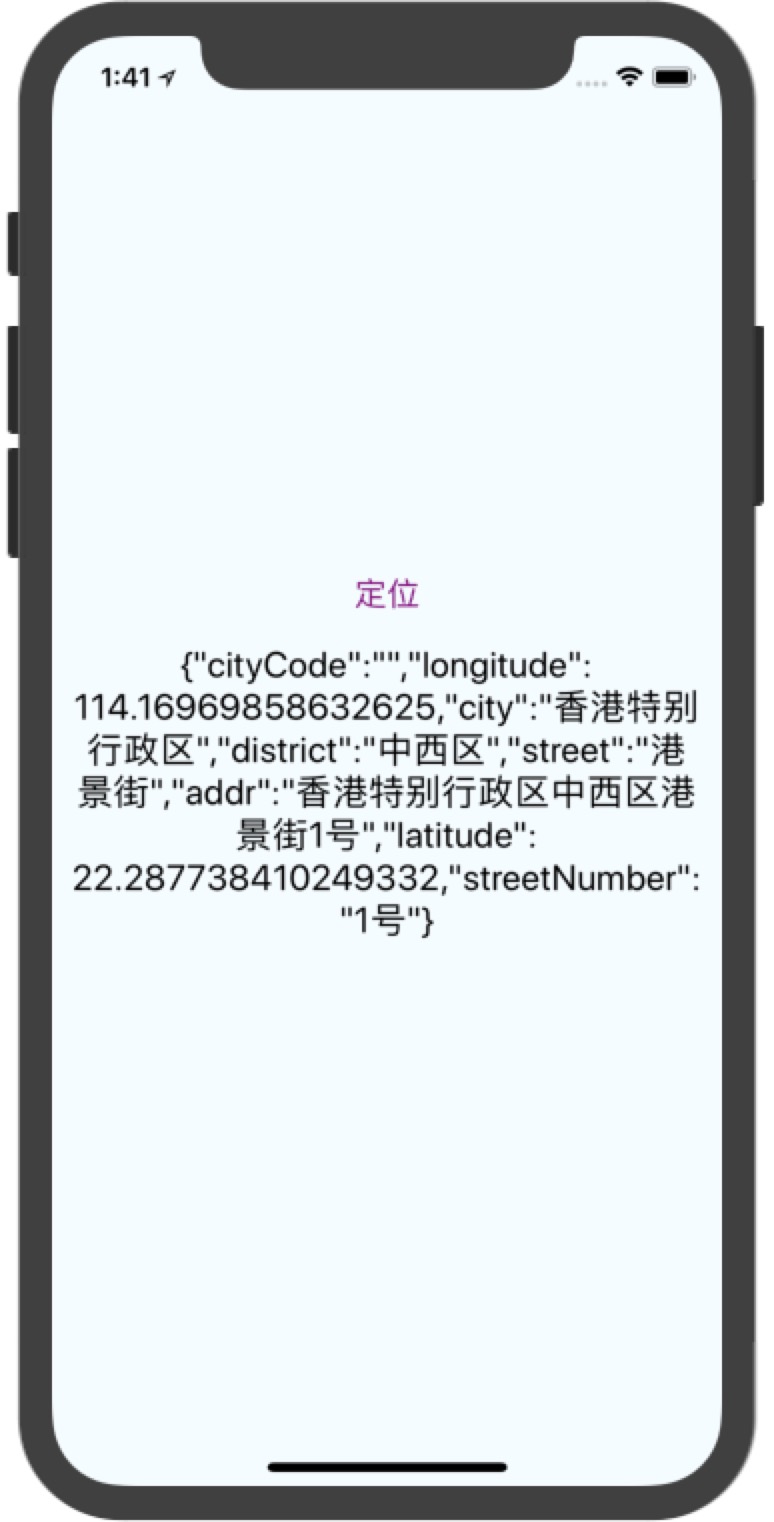 1:41
定位
{"cityCode":"","longitude":
114.16969858632625,"city":"香港特别
行政区","district":"中西区","street":"港
景街","addr":"香港特别行政区中西区港
景街1号","latitude":
22.287738410249332,"streetNumber":
"1号"}